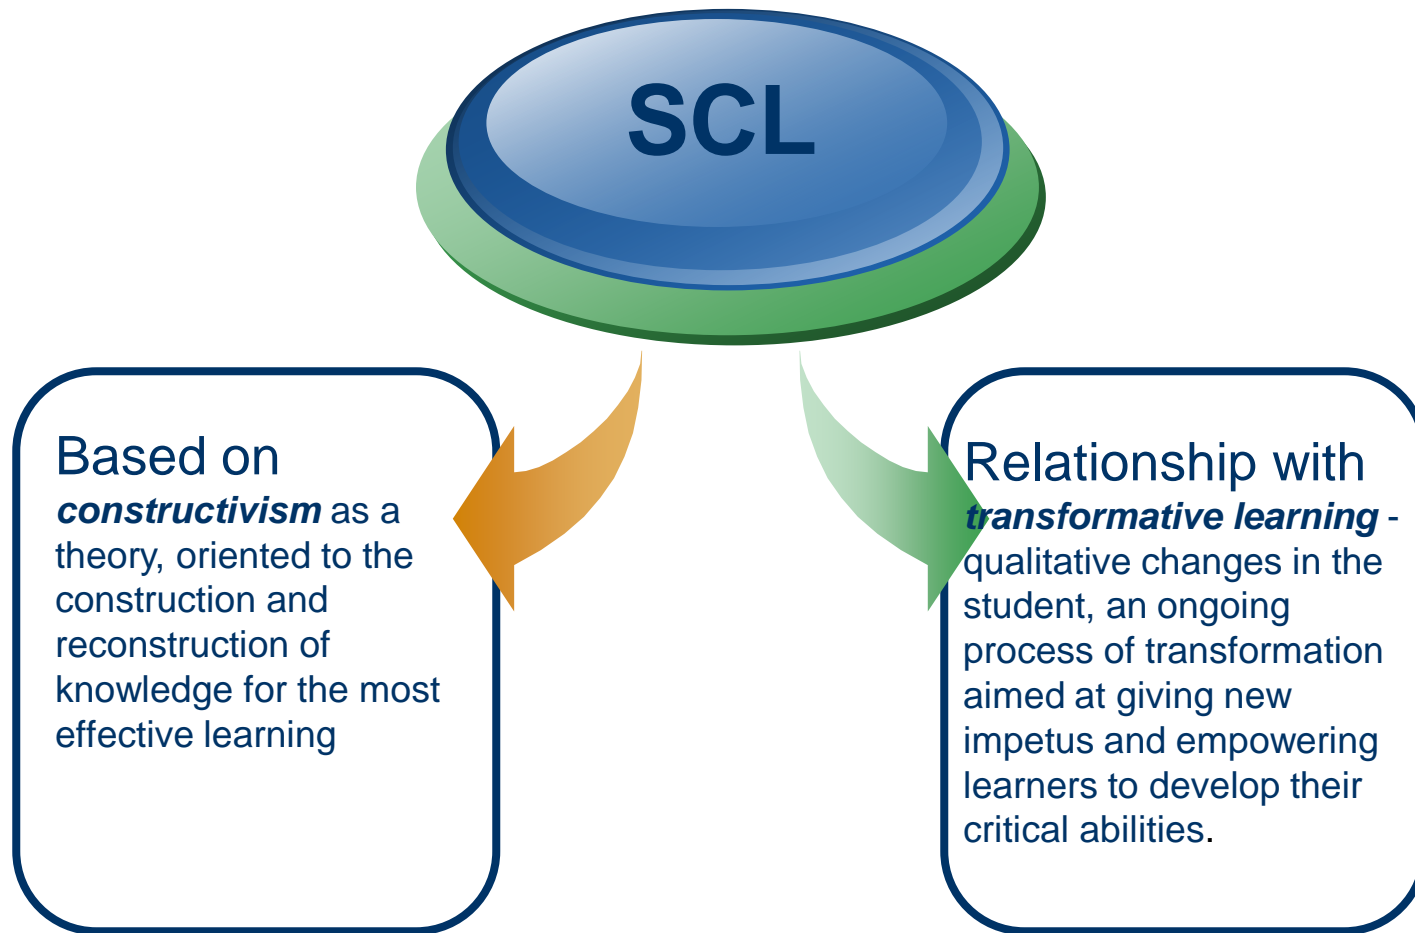 SCL
Based on
constructivism as a
theory, oriented to the
construction and
reconstruction of
knowledge for the most
effective learning
Relationship with
transformative learning -
qualitative changes in the
student, an ongoing
process of transformation
aimed at giving new
impetus and empowering
learners to develop their
critical abilities.